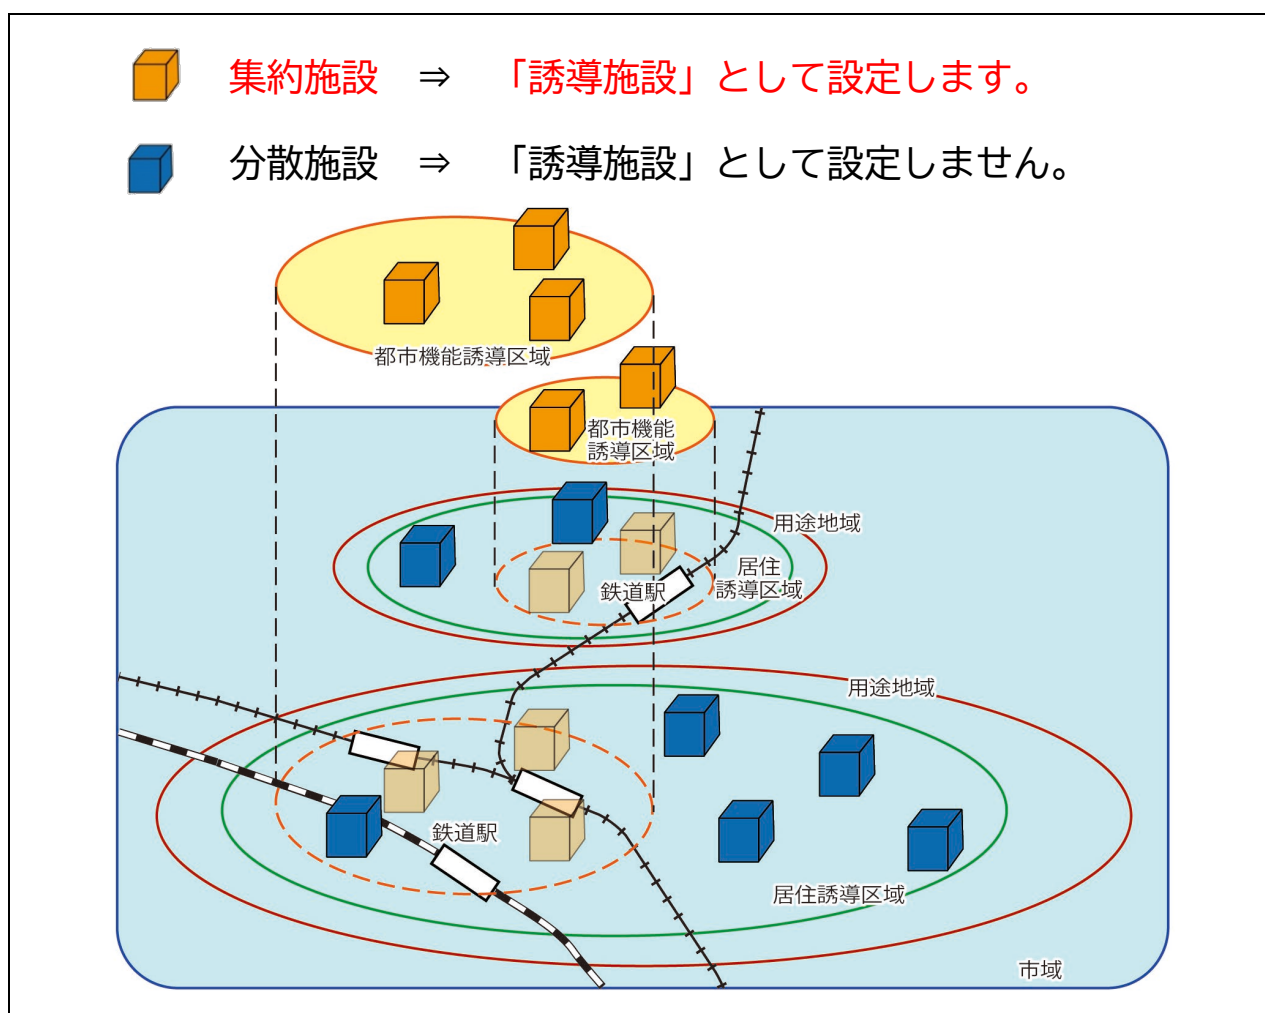 集約施設 ⇒ 「誘導施設」として設定します。
分散施設 ⇒ 「誘導施設」として設定しません。
都市機能誘導区域
都市機能
誘導区域
用途地域
居住
誘導区域
鉄道駅
用途地域
鉄道駅
居住誘導区域
市域